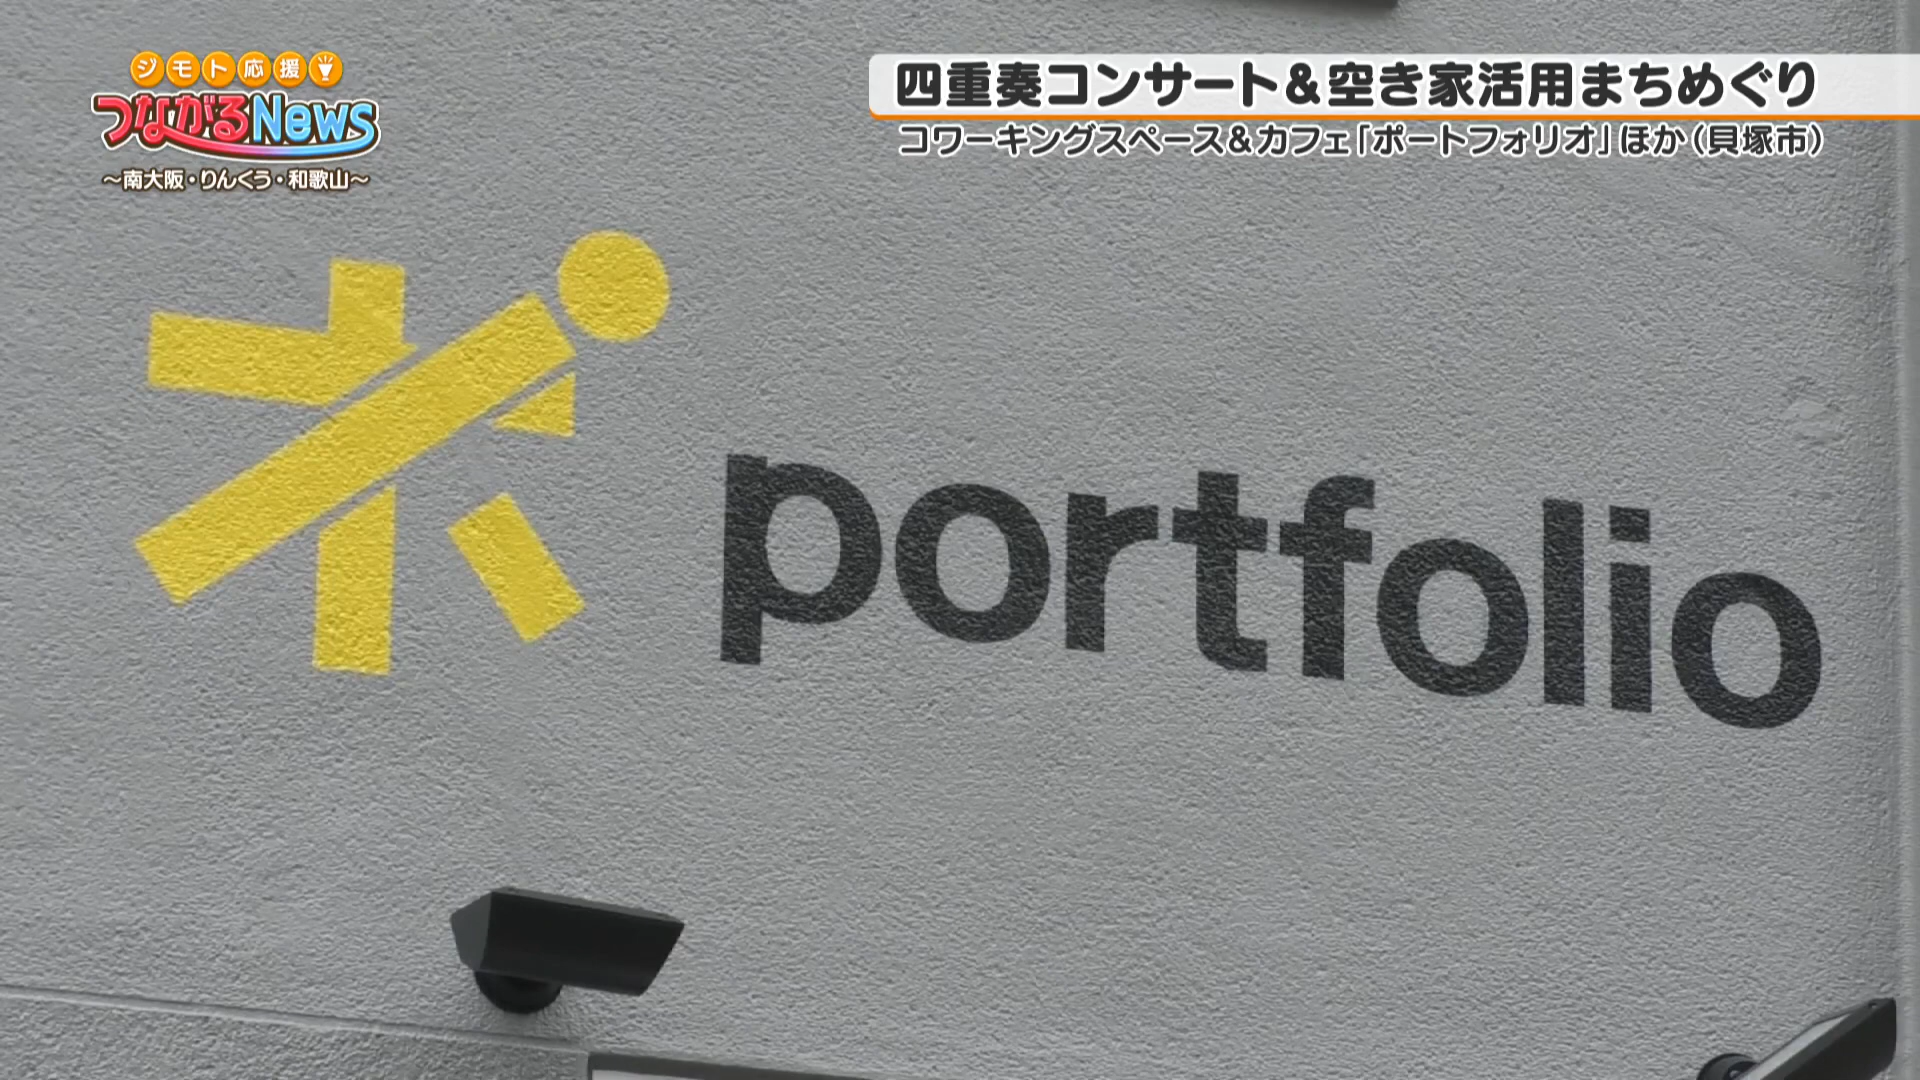 ジモト応援
つながるNews
～南大阪・りんくう・和歌山～
四重奏コンサート＆空き家活用まちめぐり
コワーキングスペース＆カフェ「ポートフォリオ」ほか（貝塚市）
portfolio